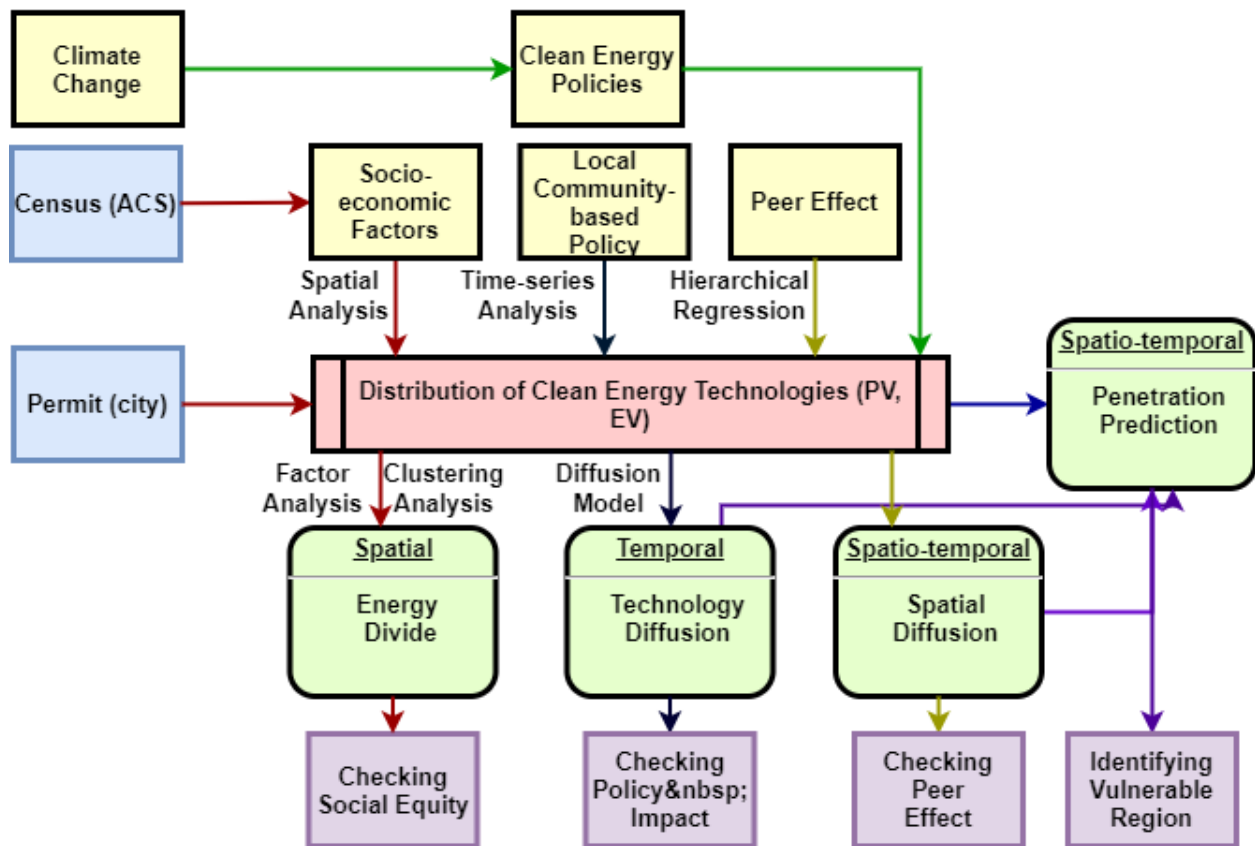 Climate
Change
Clean Energy
Policies
Census (ACS)
Socio-
economic
Factors
Local
Community-
based
Policy
Peer Effect
Spatial
Analysis
Time-series
Analysis
Hierarchical
Regression
Permit (city)
Distribution of Clean Energy Technologies (PV,
EV)
Spatio-temporal
Penetration
Prediction
Factor
Analysis
Clustering
Analysis
Diffusion
Model
Spatial
Energy
Divide
Temporal
Technology
Diffusion
Spatio-temporal
Spatial
Diffusion
Checking
Social Equity
Checking
Policy&nbsp;
Impact
Checking
Peer
Effect
Identifying
Vulnerable
Region